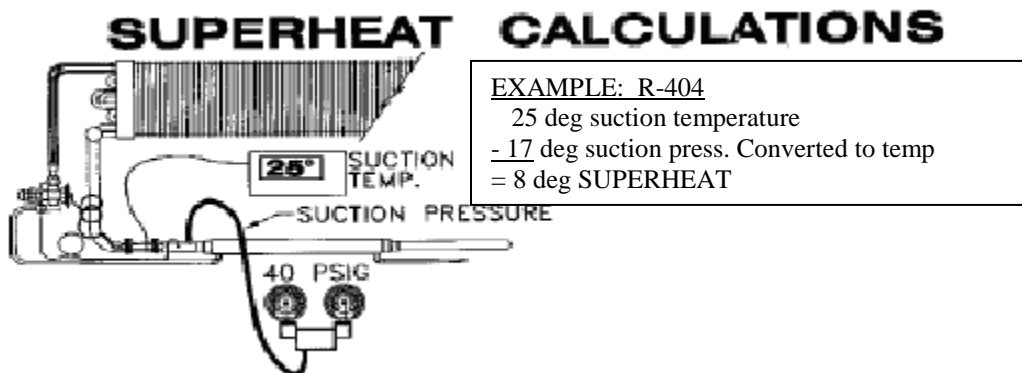 SUPERHEAT CALCULATIONS
EXAMPLE: R-404
25 deg suction temperature
- 17 deg suction press. Converted to temp
= 8 deg SUPERHEAT
25°
SUCTION
TEMP.
SUCTION PRESSURE
40 PSIG